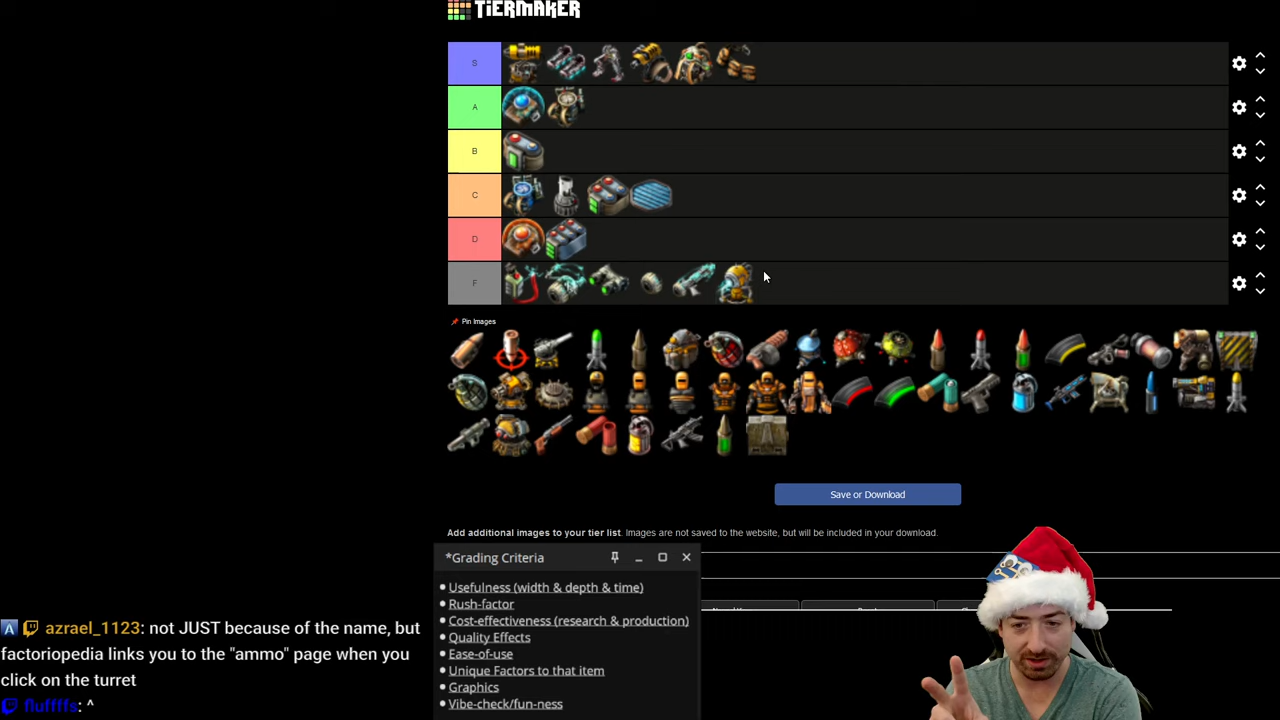 TIERMAKER
S
A
B
C
D
F
Pin Images
Save or Download
Add additional images to your tier list. Images are not saved to the website, but will be included in your download.
*Grading Criteria
Usefulness (width & depth & time)
Rush-factor
Cost-effectiveness (research & production)
Quality Effects
Ease-of-use
Unique Factors to that item
Graphics
Vibe-check/fun-ness
azrael_1123: not JUST because of the name, but
factoriopedia links you to the "ammo" page when you
click on the turret
fluffffs: ^